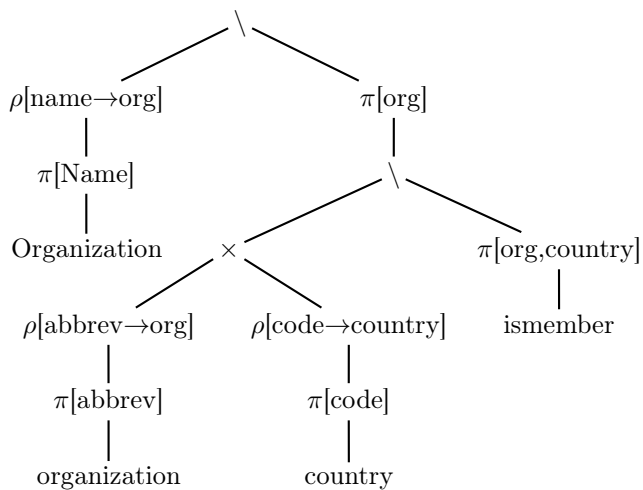 \
ρ[name→org] π[org]
π[Name] \
Organization × π[org,country]
ρ[abbrev→org] ρ[code→country] ismember
π[abbrev] π[code]
organization country